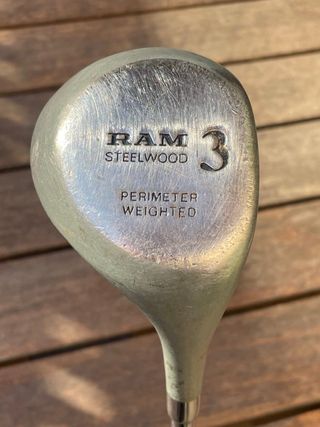 RAM
STEELWOOD 3
PERIMETER
WEIGHTED